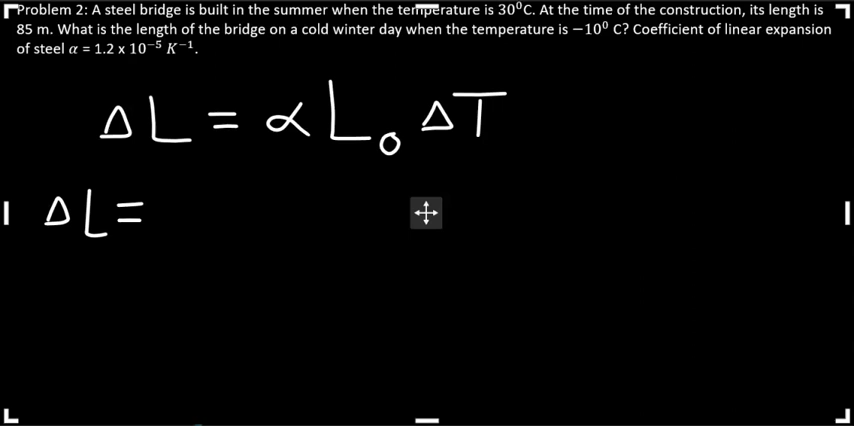 Problem 2: A steel bridge is built in the summer when the temperature is 30⁰C. At the time of the construction, its length is
85 m. What is the length of the bridge on a cold winter day when the temperature is −10⁰ C? Coefficient of linear expansion
of steel α = 1.2 x 10⁻⁵ K⁻¹.
ΔL = αL₀ΔT
ΔL =